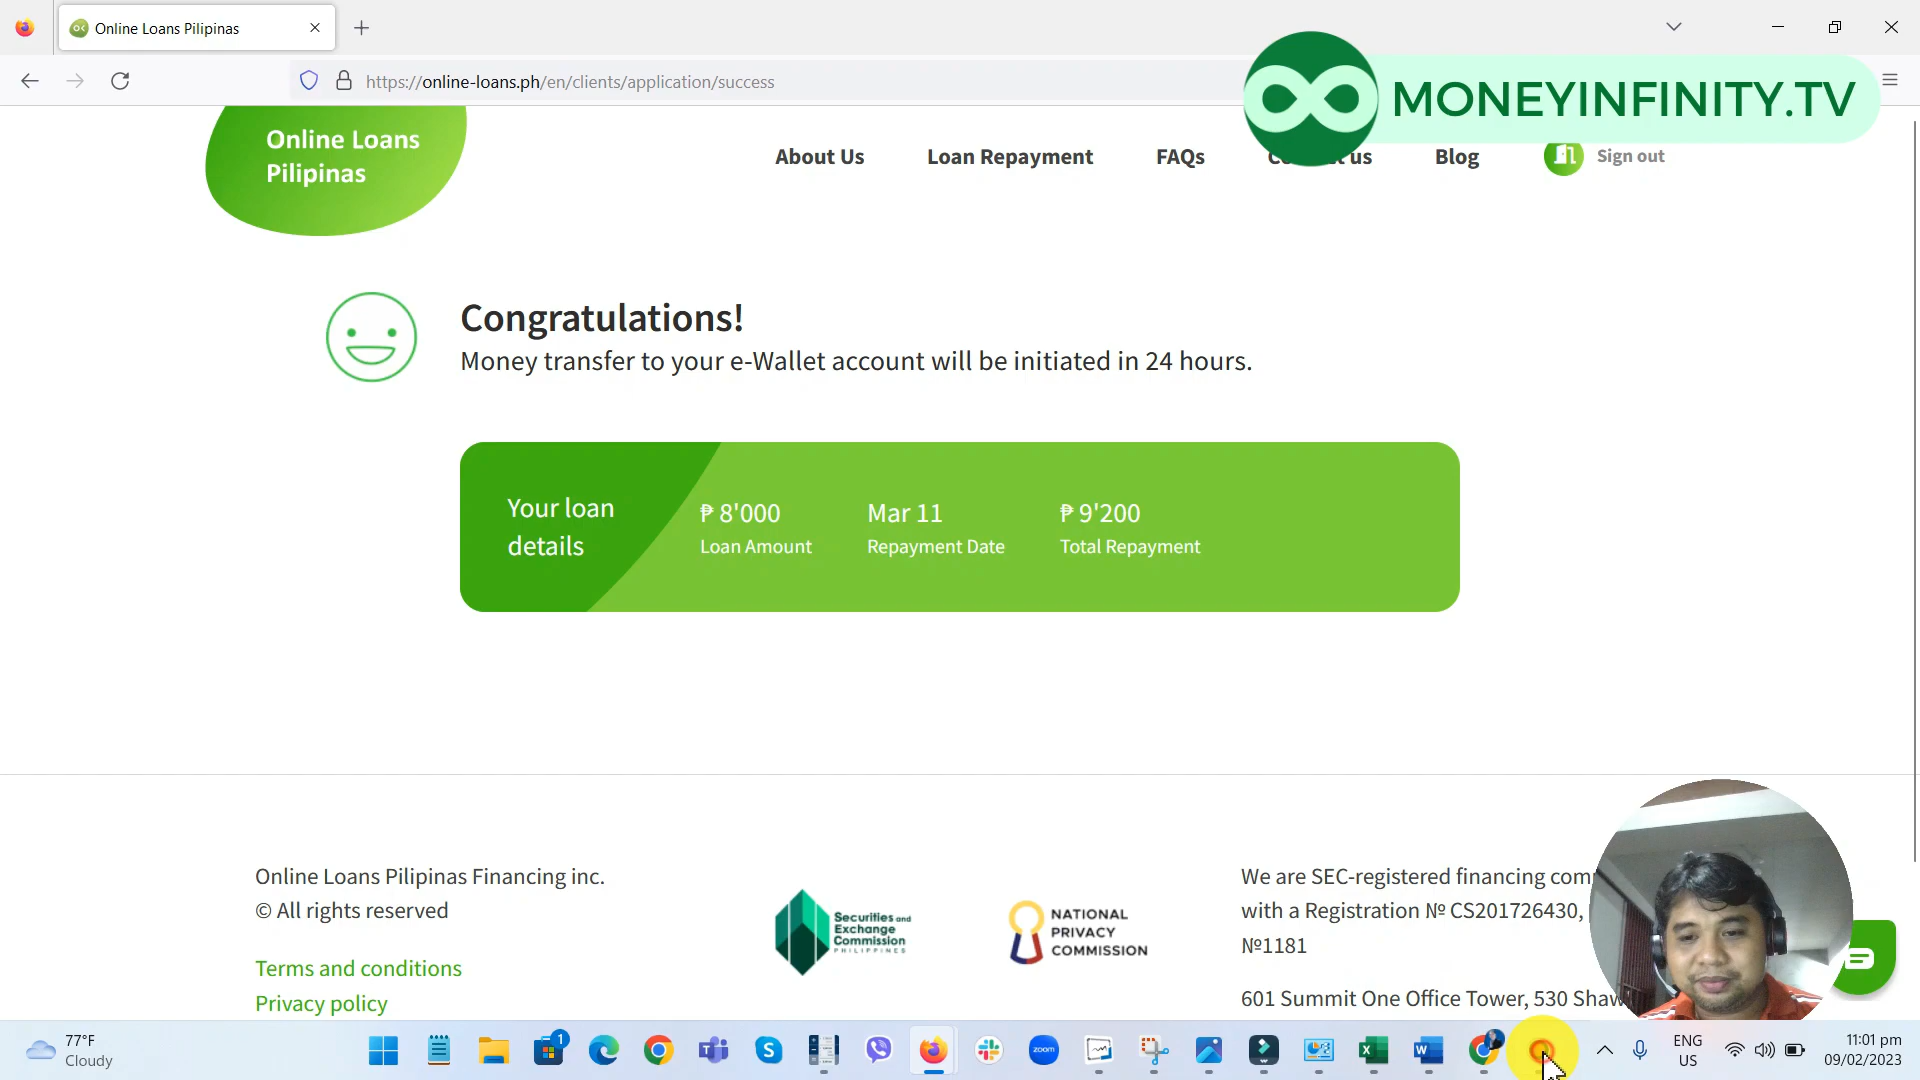 Online Loans Pilipinas
https://online-loans.ph/en/clients/application/success
MONEYINFINITY.TV
Online Loans
Pilipinas
About Us
Loan Repayment
FAQs
us
Blog
Sign out
Congratulations!
Money transfer to your e-Wallet account will be initiated in 24 hours.
Your loan
details
₱ 8'000
Loan Amount
Mar 11
Repayment Date
₱ 9'200
Total Repayment
Online Loans Pilipinas Financing inc.
© All rights reserved
Terms and conditions
Privacy policy
Securities and
Exchange
Commission
PHILIPPINES
NATIONAL
PRIVACY
COMMISSION
We are SEC-registered financing
with a Registration № CS201726430,
№1181
601 Summit One Office Tower, 530
77°F
Cloudy
1
zoom
ENG
US
11:01 pm
09/02/2023